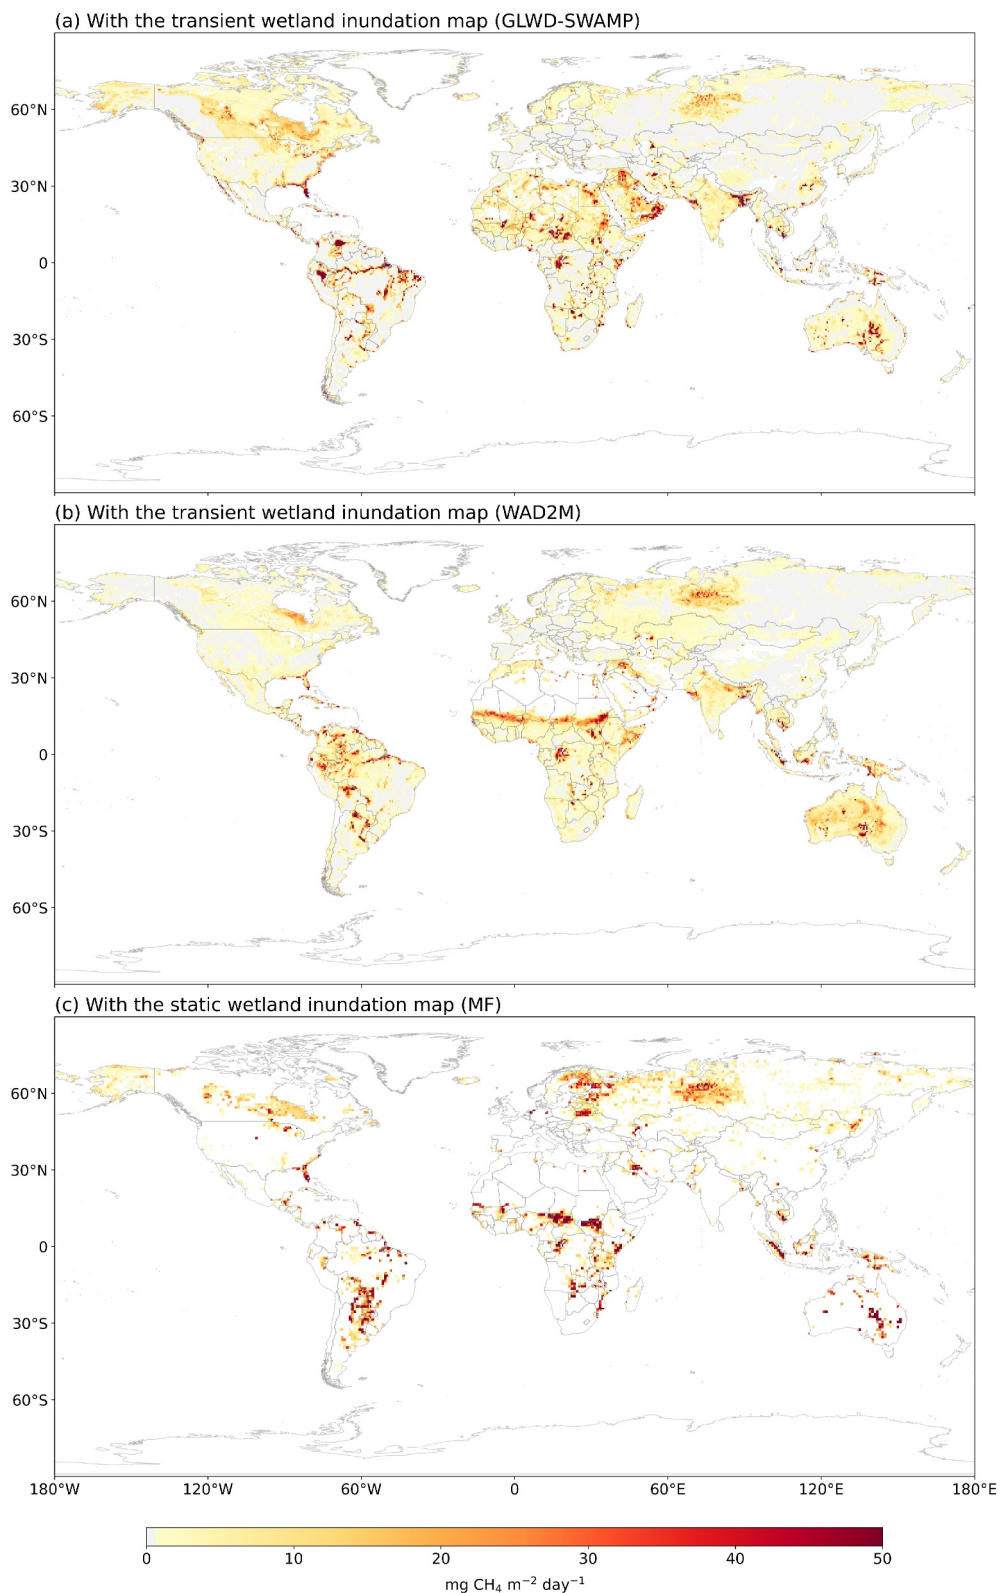 (a) With the transient wetland inundation map (GLWD-SWAMP)
60°N
30°N
0
30°S
60°S
(b) With the transient wetland inundation map (WAD2M)
60°N
30°N
0
30°S
60°S
(c) With the static wetland inundation map (MF)
60°N
30°N
0
30°S
60°S
180°W 120°W 60°W 0 60°E 120°E 180°E
0 10 20 30 40 50
mg CH₄ m⁻² day⁻¹